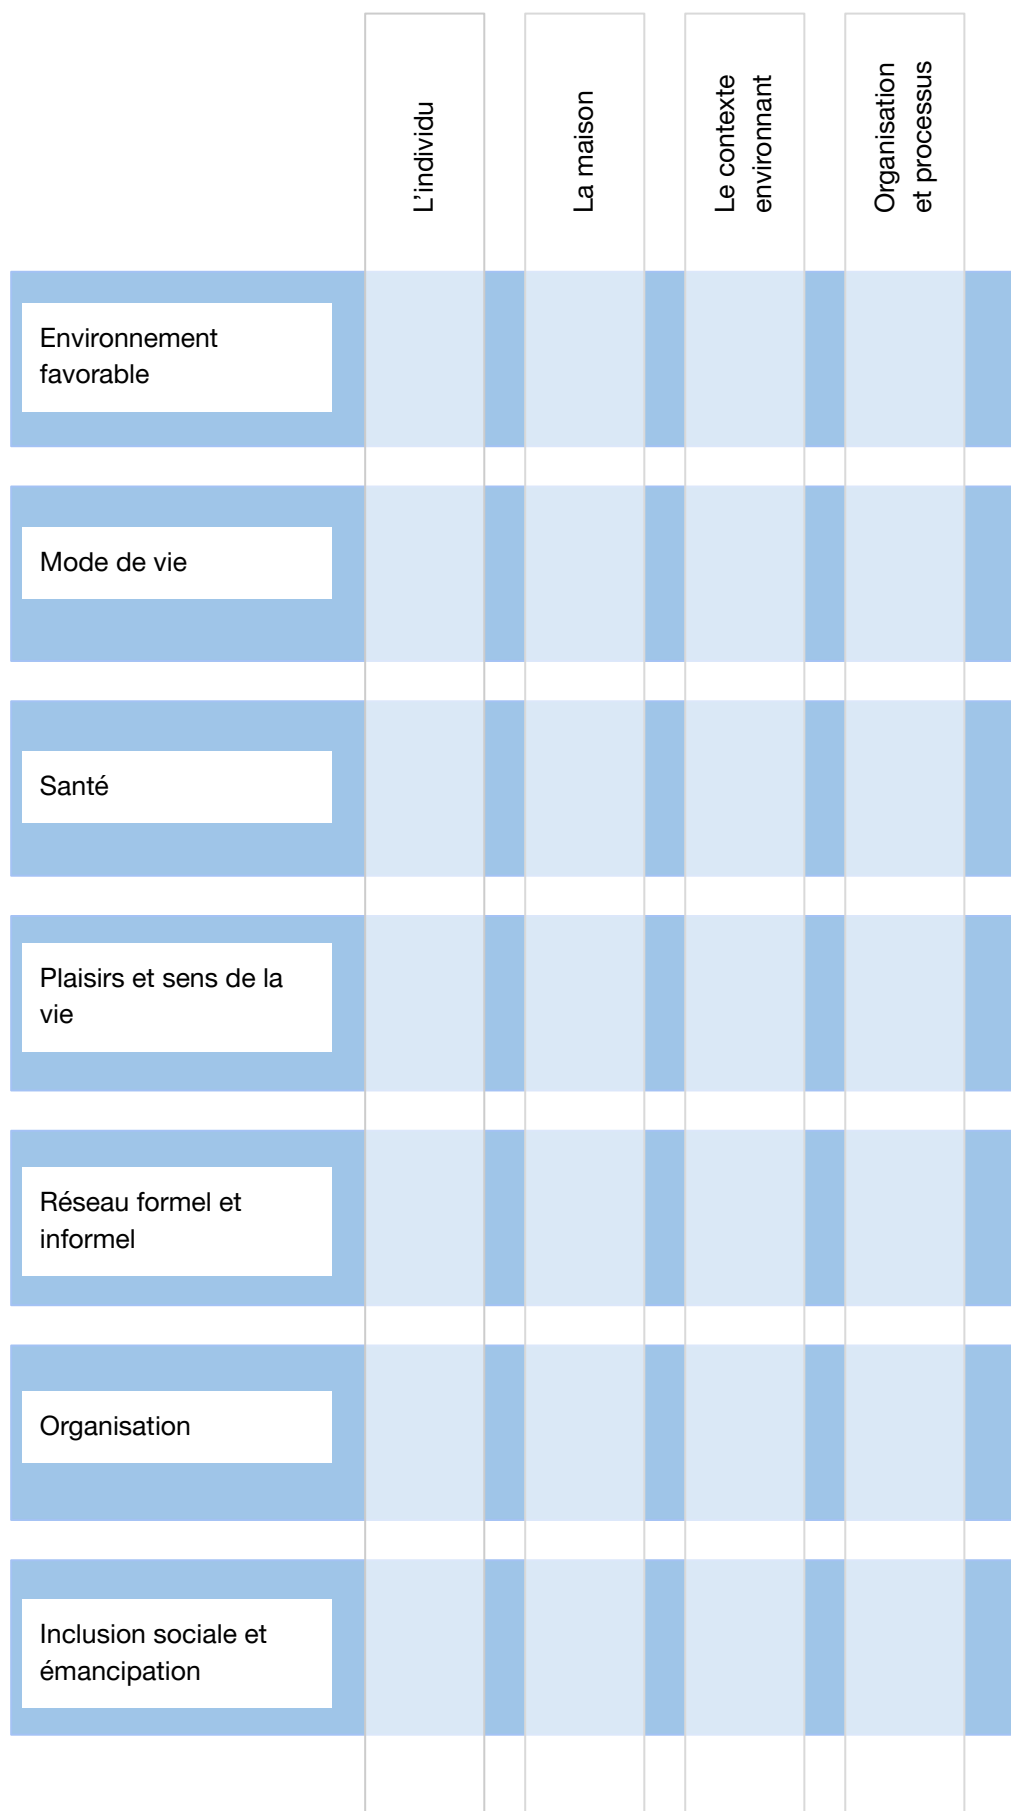 L'individu
La maison
Le contexte
environnant
Organisation
et processus
Environnement
favorable
Mode de vie
Santé
Plaisirs et sens de la
vie
Réseau formel et
informel
Organisation
Inclusion sociale et
émancipation